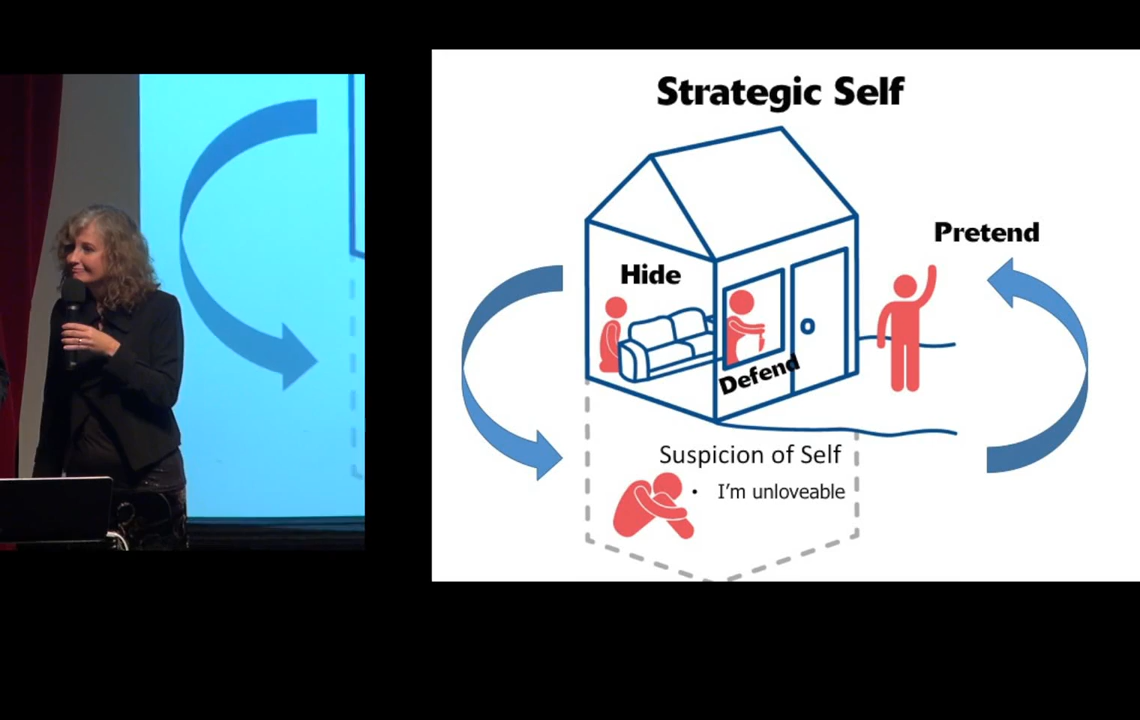 Strategic Self
Pretend
Hide
Defend
Suspicion of Self
• I'm unloveable